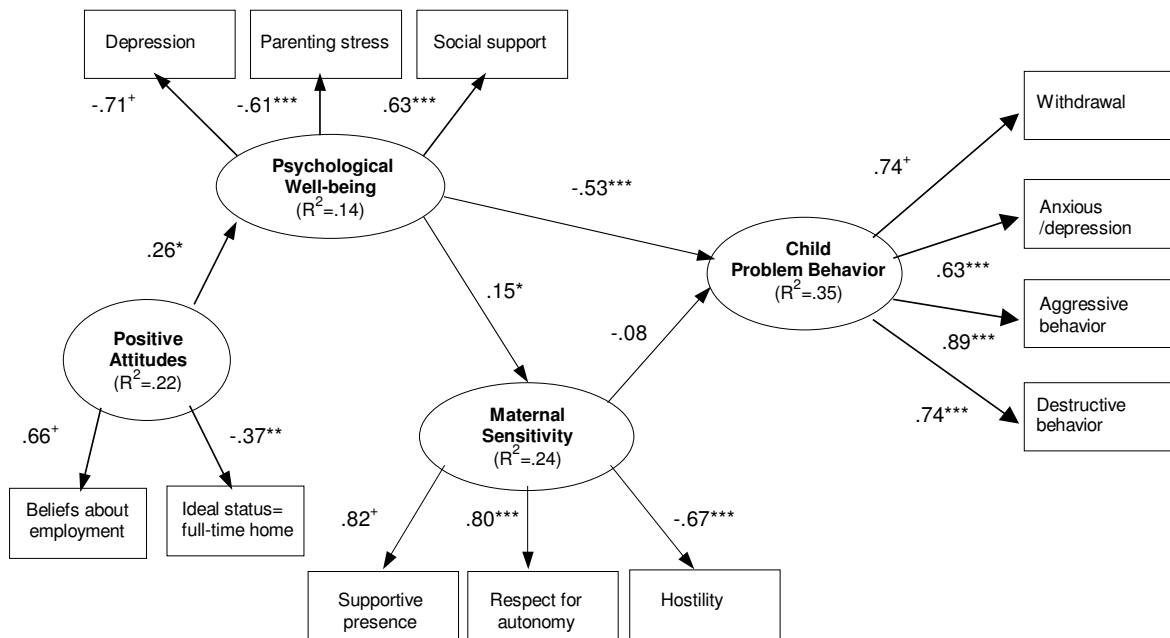 Depression
Parenting stress
Social support
-.71+
-.61***
.63***
Withdrawal
Psychological
Well-being
(R2=.14)
-.53***
.74+
Anxious
/depression
.26*
Child
Problem Behavior
(R2=.35)
.63***
.15*
Aggressive
behavior
Positive
Attitudes
(R2=.22)
-.08
.89***
Maternal
Sensitivity
(R2=.24)
.74***
Destructive
behavior
.66+
-.37**
Beliefs about
employment
Ideal status=
full-time home
.82+
.80***
-.67***
Supportive
presence
Respect for
autonomy
Hostility